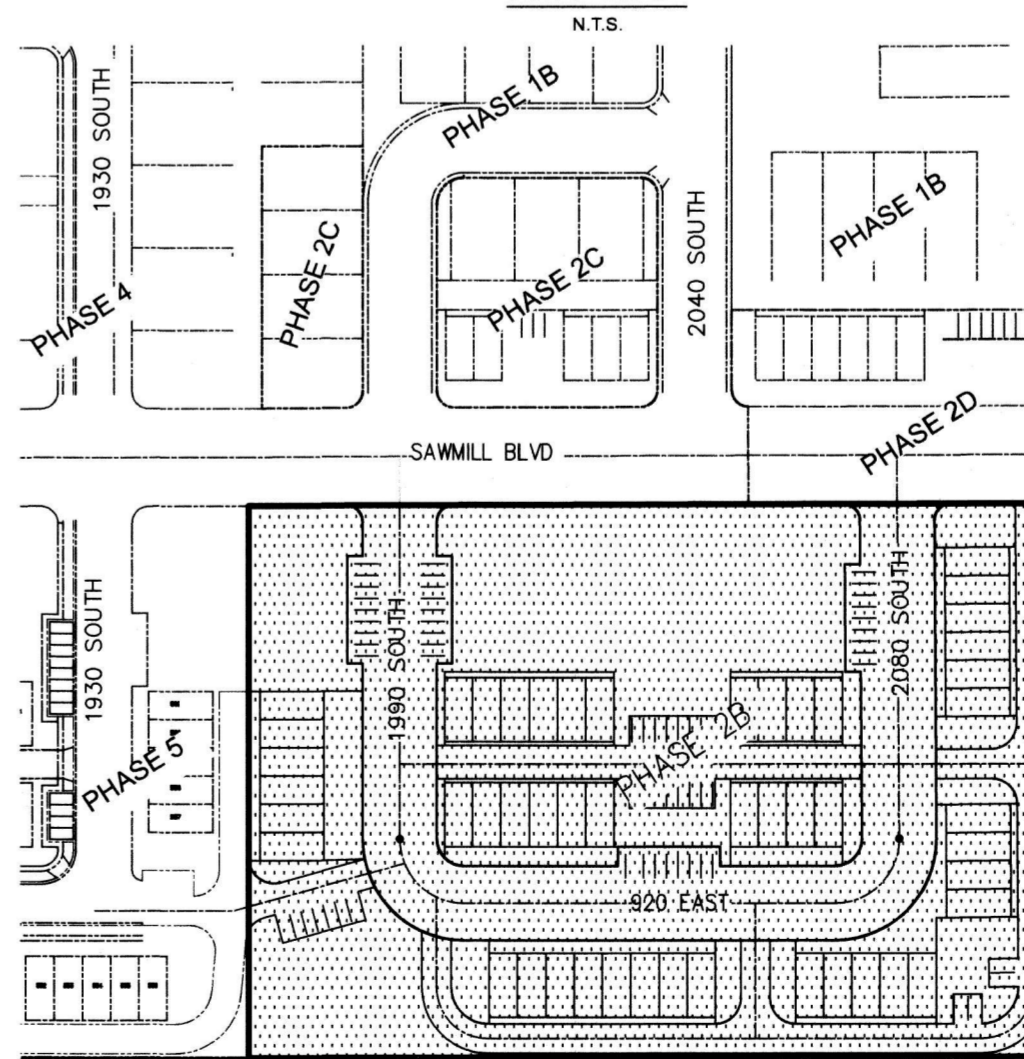 N.T.S.
PHASE 1B
1930 SOUTH
PHASE 1B
2040 SOUTH
PHASE 2C
PHASE 2C
PHASE 4
PHASE 2D
SAWMILL BLVD
1930 SOUTH
1990 SOUTH
2080 SOUTH
PHASE 2B
PHASE 5
920 EAST